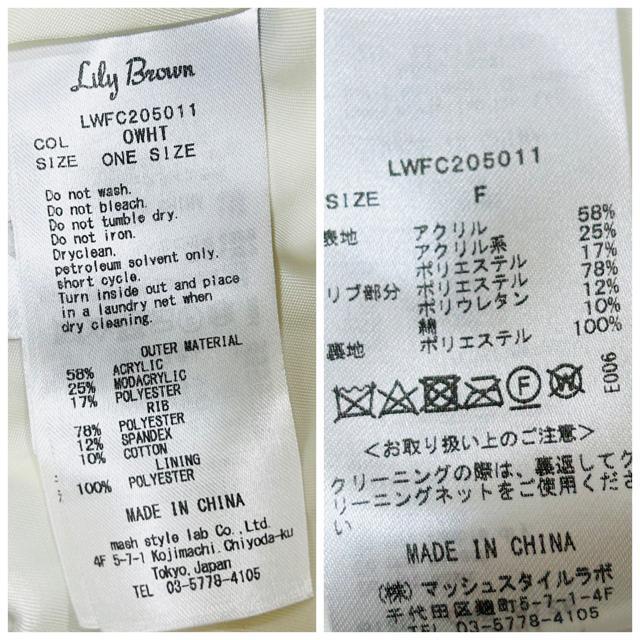 Lily Brown
LWFC205011
COL OWHT
SIZE ONE SIZE
Do not wash.
Do not bleach.
Do not tumble dry.
Do not iron.
Dryclean.
petroleum solvent only.
short cycle.
Turn inside out and place
in a laundry net when
dry cleaning.
OUTER MATERIAL
58% ACRYLIC
25% MODACRYLIC
17% POLYESTER
RIB
78% POLYESTER
12% SPANDEX
10% COTTON
LINING
100% POLYESTER
MADE IN CHINA
mash style lab Co.,Ltd.
4F 5-7-1 Kojimachi.Chiyoda-ku
Tokyo.Japan
TEL 03-5778-4105
LWFC205011
SIZE F
表地 アクリル 58%
アクリル系 25%
ポリエステル 17%
リブ部分 ポリエステル 78%
ポリウレタン 12%
綿 10%
裏地 ポリエステル 100%
F W
E006
<お取り扱い上のご注意>
クリーニングの際は、裏返してク
リーニングネットをご使用くださ
い
MADE IN CHINA
(株)マッシュスタイルラボ
千代田区麹町5-7-1-4F
TEL 03-5778-4105